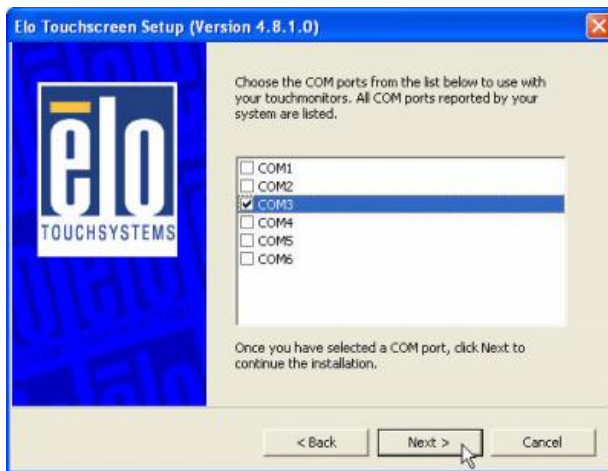 Elo Touchscreen Setup (Version 4.8.1.0)
Choose the COM ports from the list below to use with
your touchmonitors. All COM ports reported by your
system are listed.
elo
TOUCHSYSTEMS
COM1
COM2
COM3
COM4
COM5
COM6
Once you have selected a COM port, click Next to
continue the installation.
< Back
Next >
Cancel